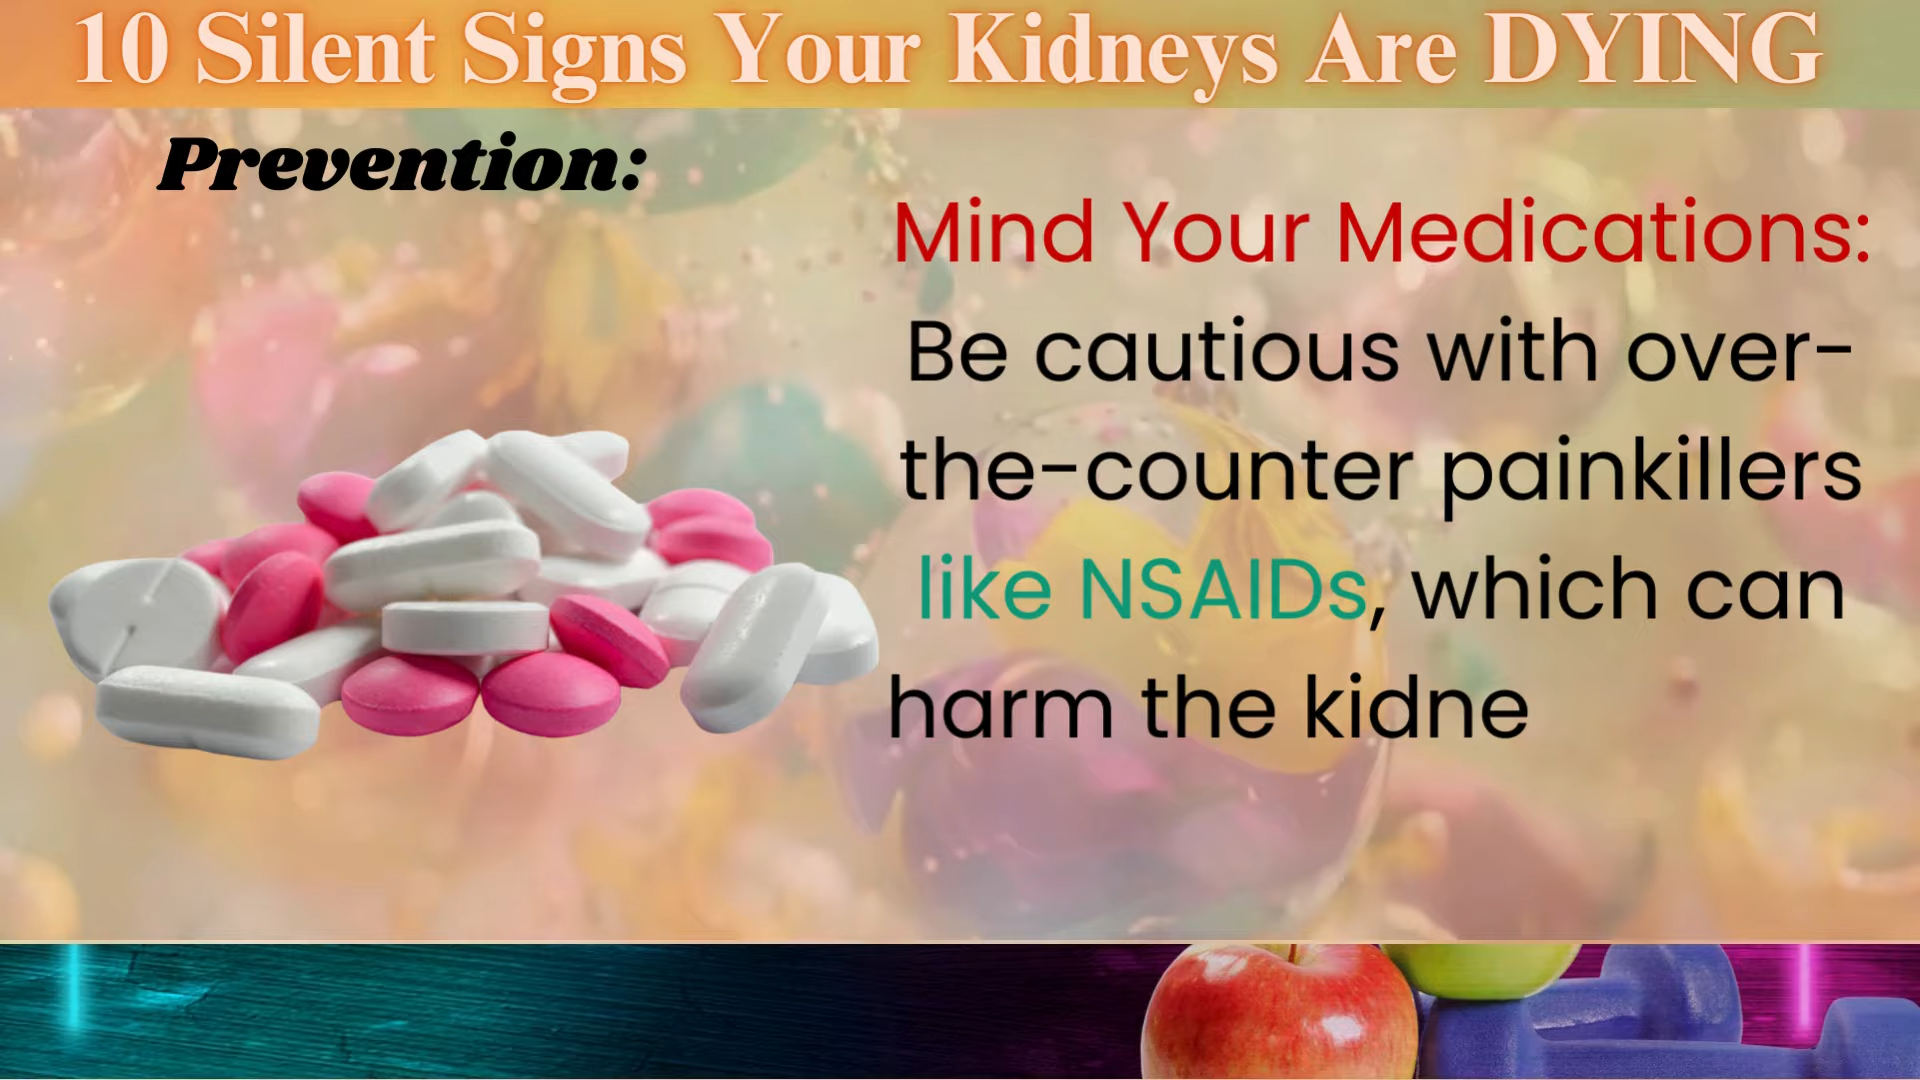 10 Silent Signs Your Kidneys Are DYING
Prevention:
Mind Your Medications:
Be cautious with over-
the-counter painkillers
like NSAIDs, which can
harm the kidne